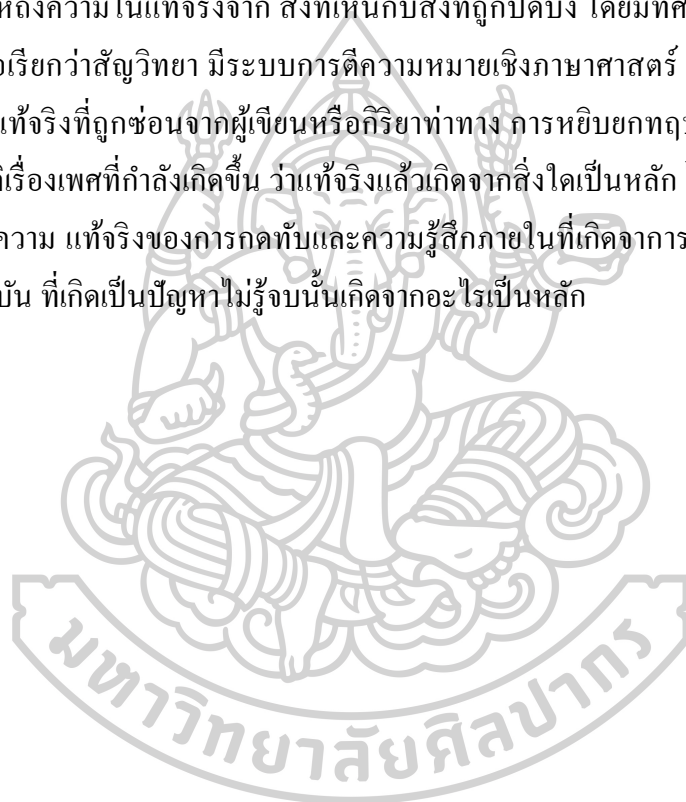 ถึงความในแท้จริงจาก สิ่งที่เห็นกับสิ่งที่ถูกปิดบัง
เรียกว่าสัญวิทยา มีระบบการตีความหมายเชิงภาษาศาสตร์
แท้จริงที่ถูกซ่อนจากผู้เขียนหรือกิริยาท่าทาง การหยิบยก
เรื่องเพศที่กำลังเกิดขึ้น ว่าแท้จริงแล้วเกิดจากสิ่งใดเป็นหลัก
ความ แท้จริงของการกดทับและความรู้สึกภายในที่เกิดจาการ
ที่เกิดเป็นปัญหาไม่รู้จบนั้นเกิดจากอะไรเป็นหลัก
มหาวิทยาลัยศิลปากร